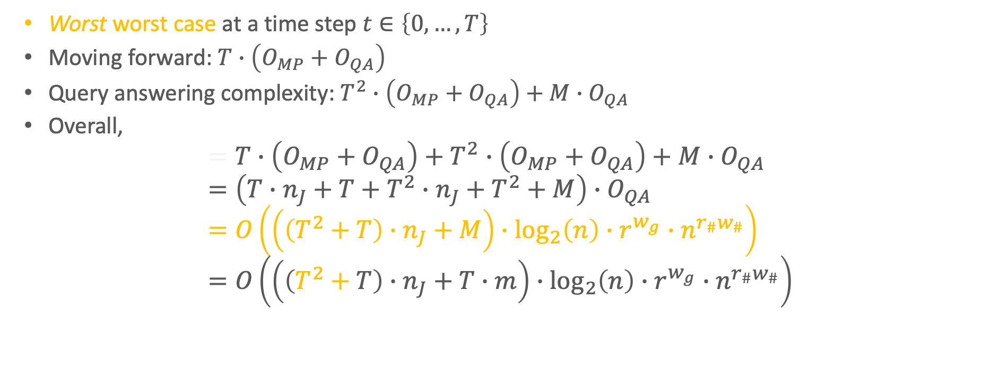 • Worst worst case at a time step t ∈ {0, ... , T}
• Moving forward: T · (O_MP + O_QA)
• Query answering complexity: T² · (O_MP + O_QA) + M · O_QA
• Overall,
= T · (O_MP + O_QA) + T² · (O_MP + O_QA) + M · O_QA
= (T · n_J + T + T² · n_J + T² + M) · O_QA
= O(((T² + T) · n_J + M) · log₂(n) · r^{w_g} · n^{r_# w_#})
= O(((T² + T) · n_J + T · m) · log₂(n) · r^{w_g} · n^{r_# w_#})